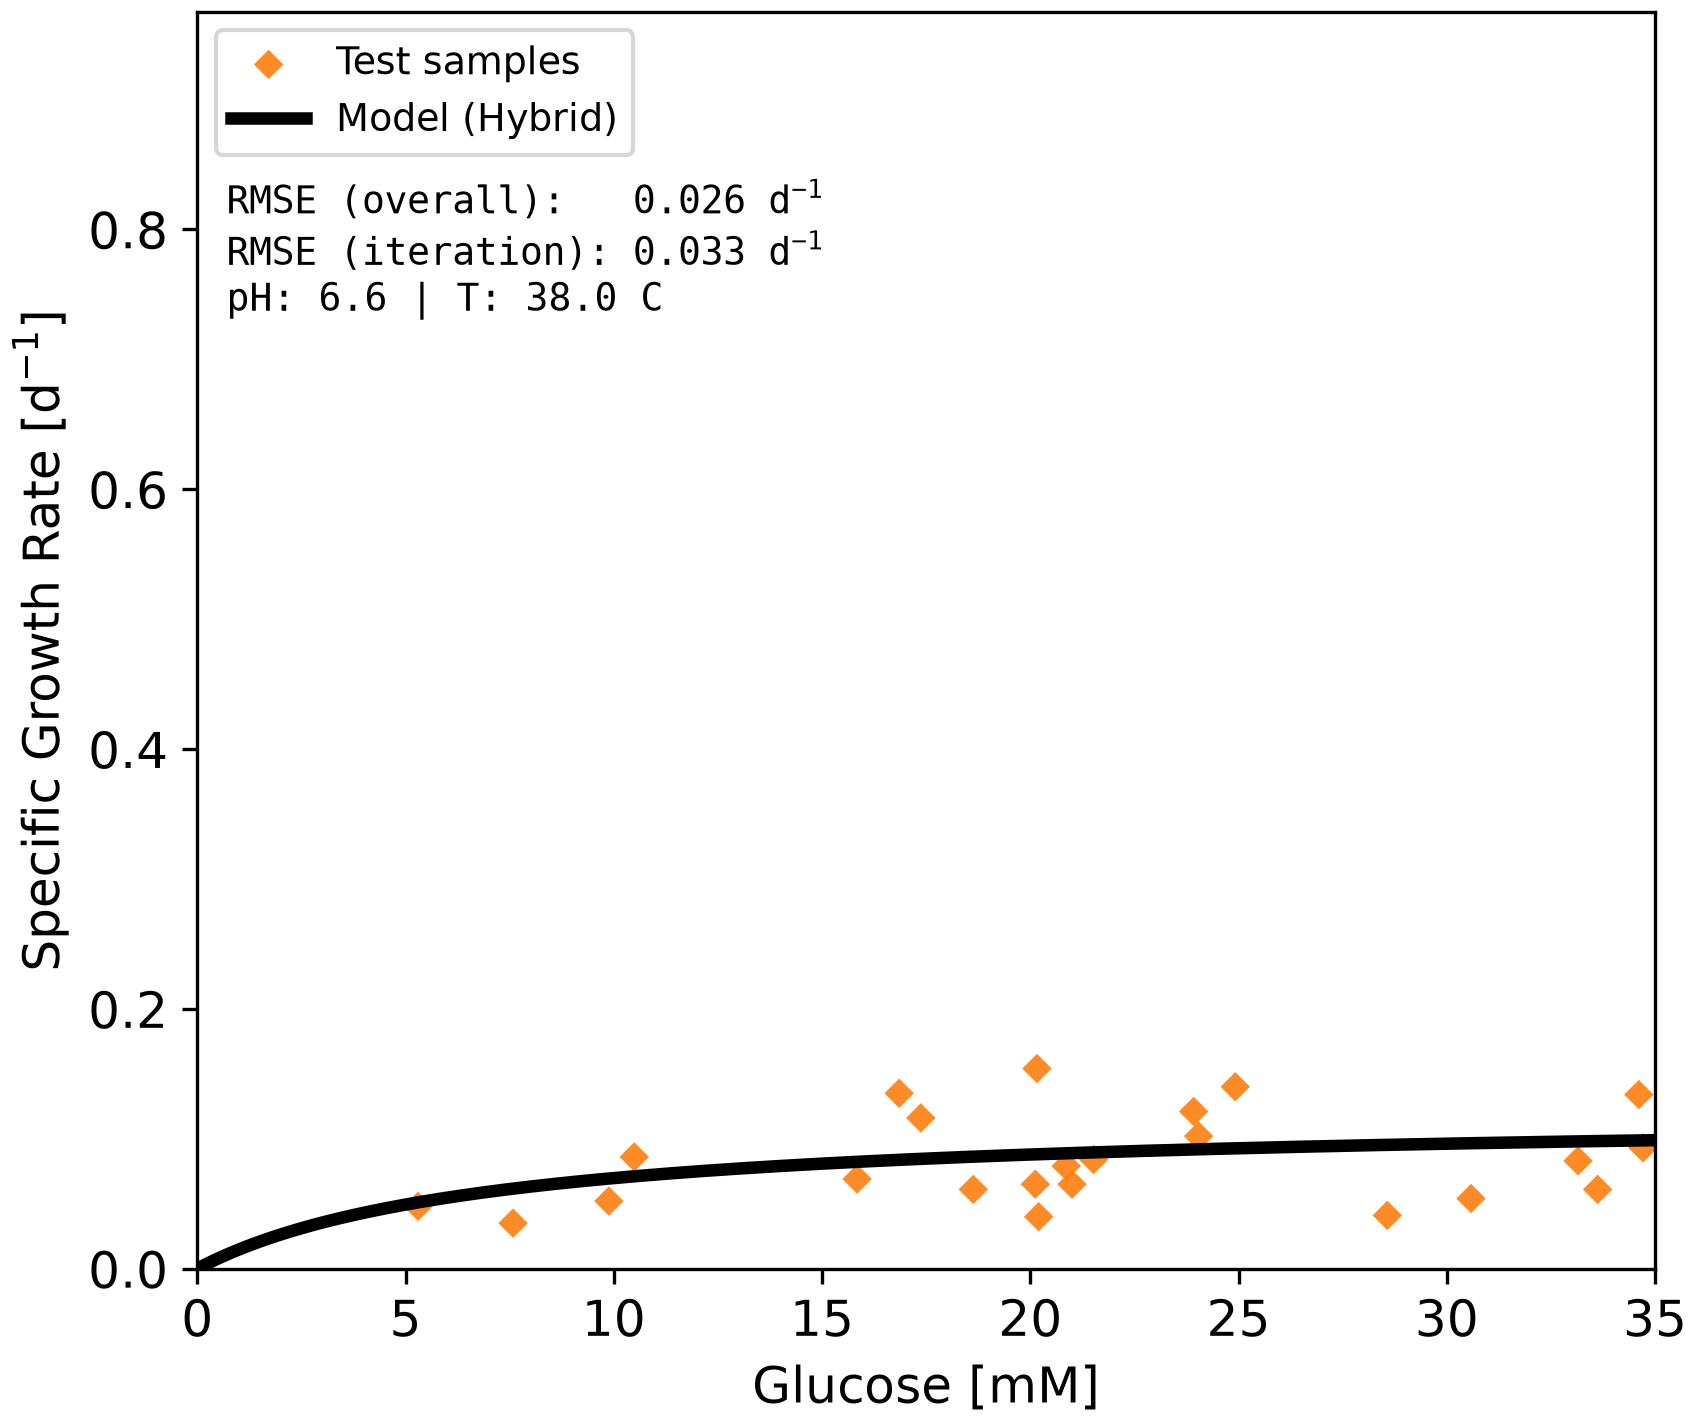 Test samples
Model (Hybrid)
RMSE (overall):   0.026 d⁻¹
RMSE (iteration): 0.033 d⁻¹
pH: 6.6 | T: 38.0 C
Specific Growth Rate [d⁻¹]
0.8
0.6
0.4
0.2
0.0
0 5 10 15 20 25 30 35
Glucose [mM]